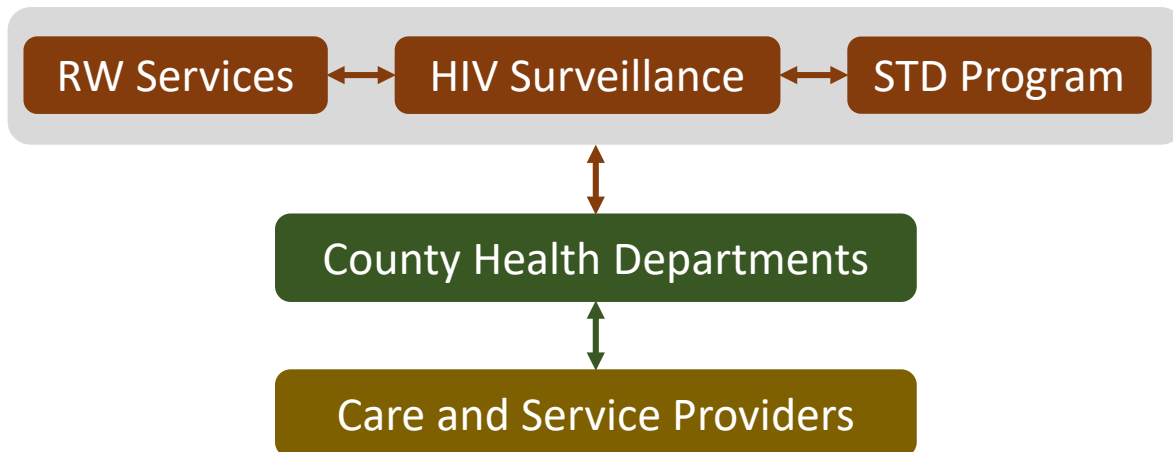 RW Services
HIV Surveillance
STD Program
County Health Departments
Care and Service Providers